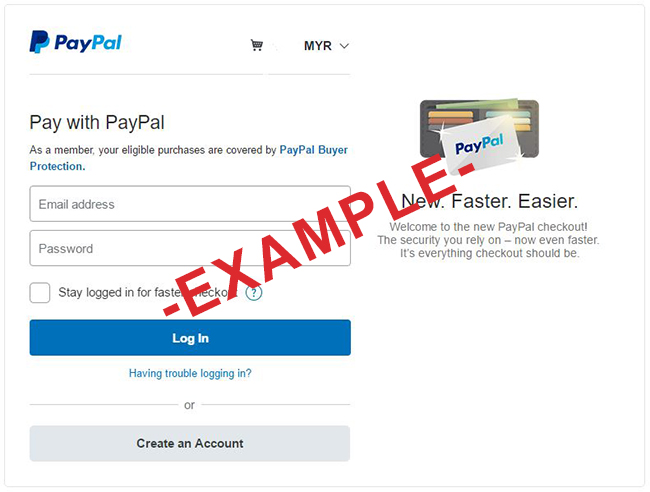 PayPal
MYR
Pay with PayPal
As a member, your eligible purchases are covered by PayPal Buyer
Protection.
Email address
Password
Stay logged in for faster checkout ?
Log In
Having trouble logging in?
or
Create an Account
PayPal
New. Faster. Easier.
Welcome to the new PayPal checkout!
The security you rely on – now even faster.
It's everything checkout should be.
-EXAMPLE-